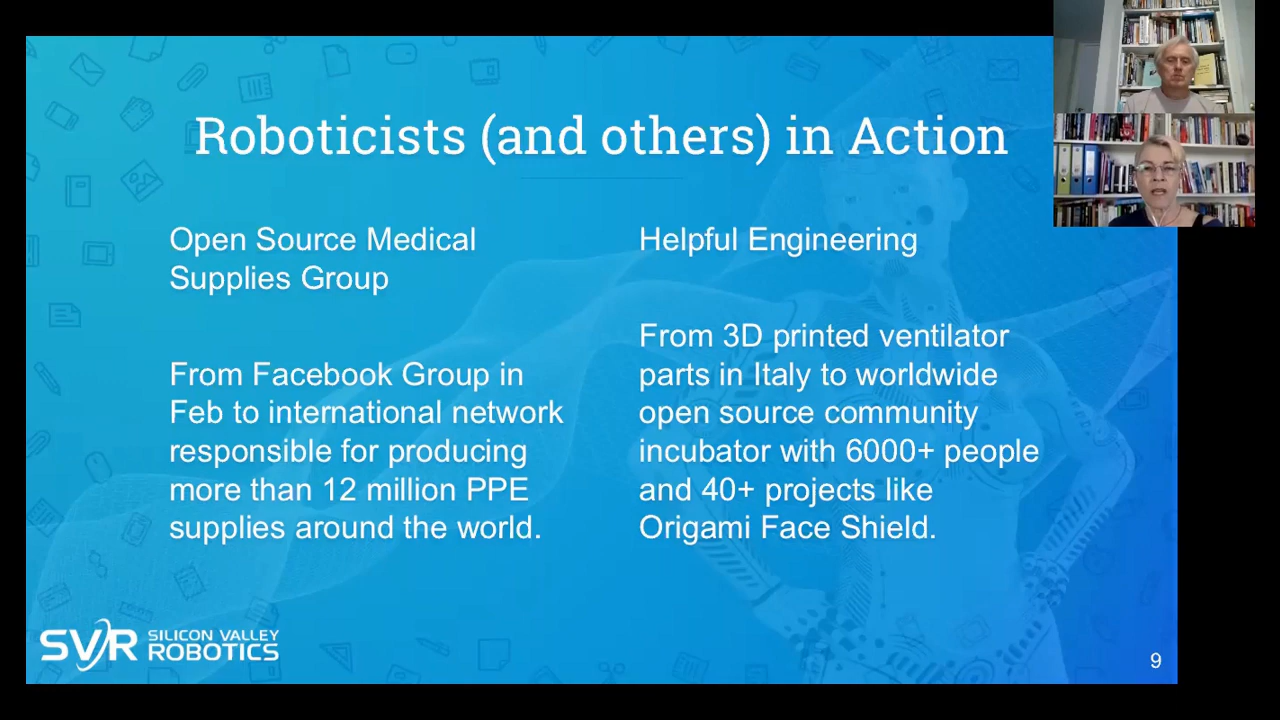 Roboticists (and others) in Action
Open Source Medical
Supplies Group
From Facebook Group in
Feb to international network
responsible for producing
more than 12 million PPE
supplies around the world.
Helpful Engineering
From 3D printed ventilator
parts in Italy to worldwide
open source community
incubator with 6000+ people
and 40+ projects like
Origami Face Shield.
SVR SILICON VALLEY
ROBOTICS
9